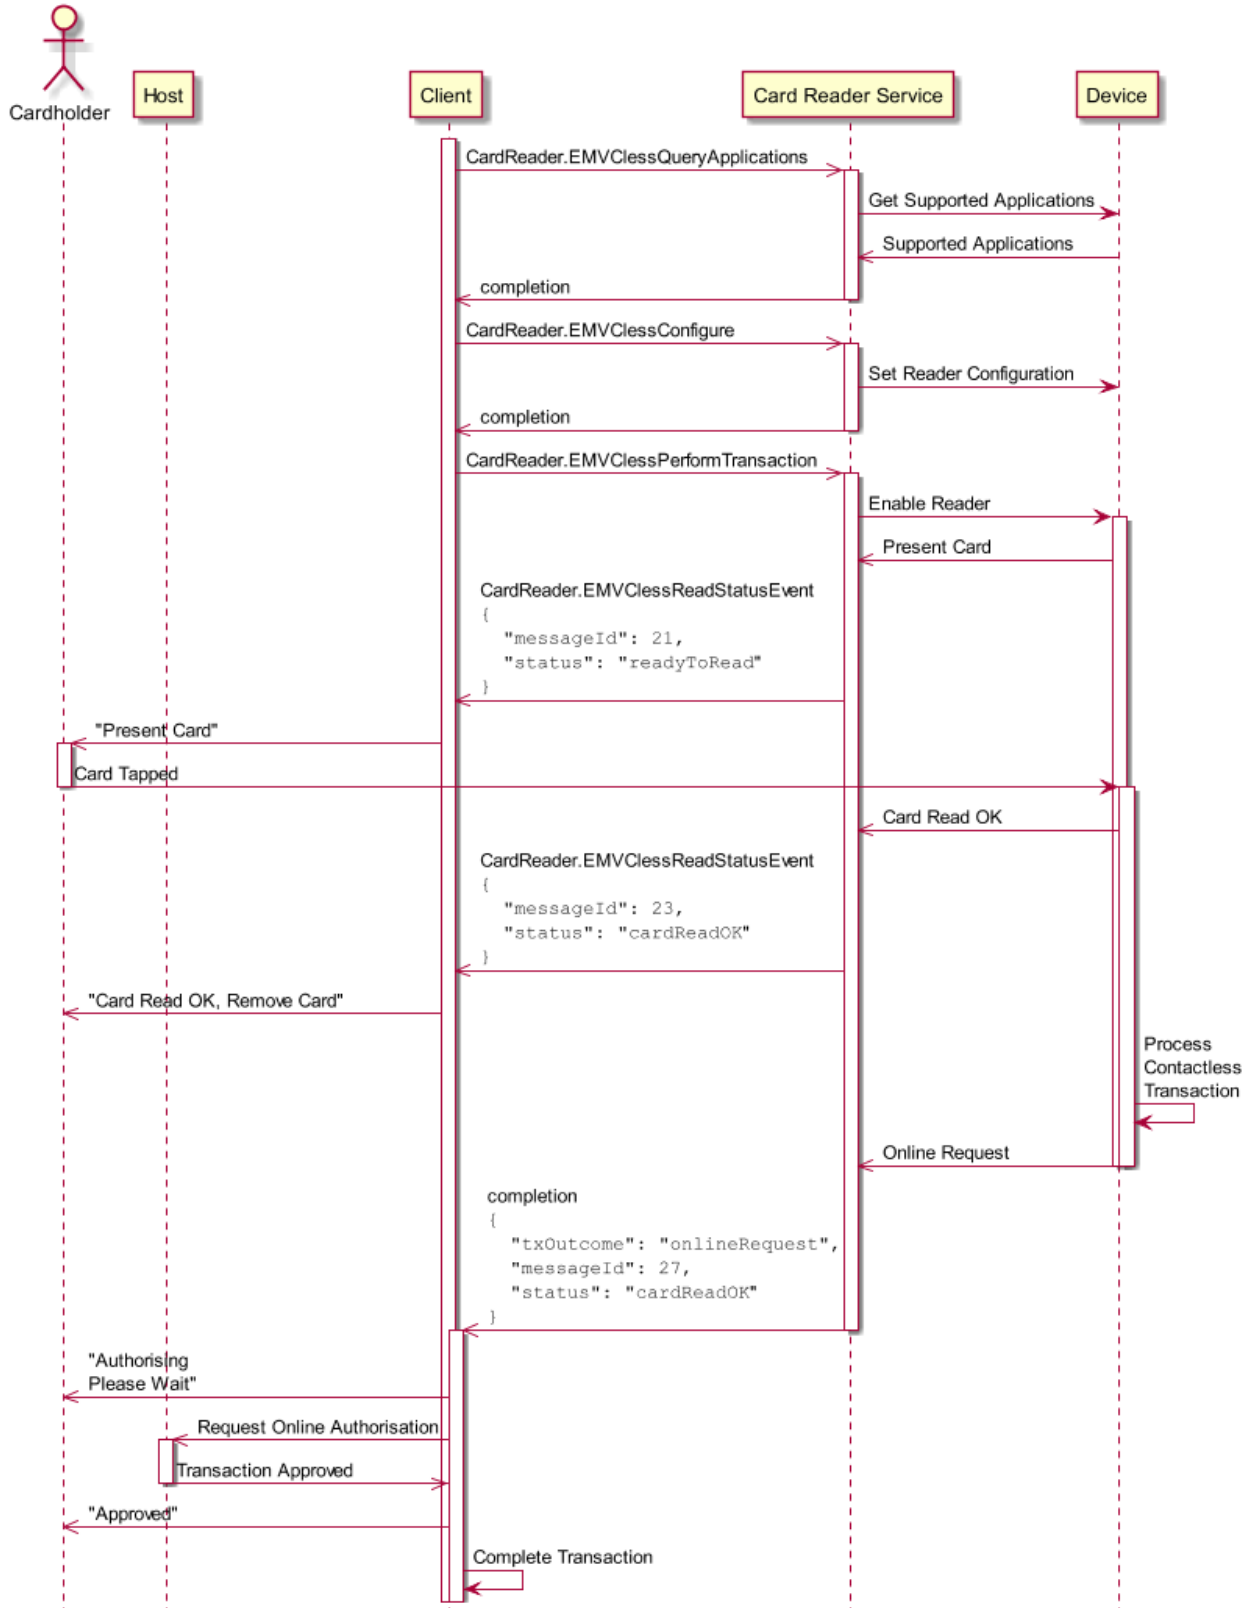 Cardholder
Host
Client
Card Reader Service
Device
CardReader.EMVClessQueryApplications
Get Supported Applications
Supported Applications
completion
CardReader.EMVClessConfigure
Set Reader Configuration
completion
CardReader.EMVClessPerformTransaction
Enable Reader
Present Card
CardReader.EMVClessReadStatusEvent
{
"messageId": 21,
"status": "readyToRead"
}
"Present Card"
Card Tapped
Card Read OK
CardReader.EMVClessReadStatusEvent
{
"messageId": 23,
"status": "cardReadOK"
}
"Card Read OK, Remove Card"
Process
Contactless
Transaction
Online Request
completion
{
"txOutcome": "onlineRequest",
"messageId": 27,
"status": "cardReadOK"
}
"Authorising
Please Wait"
Request Online Authorisation
Transaction Approved
"Approved"
Complete Transaction